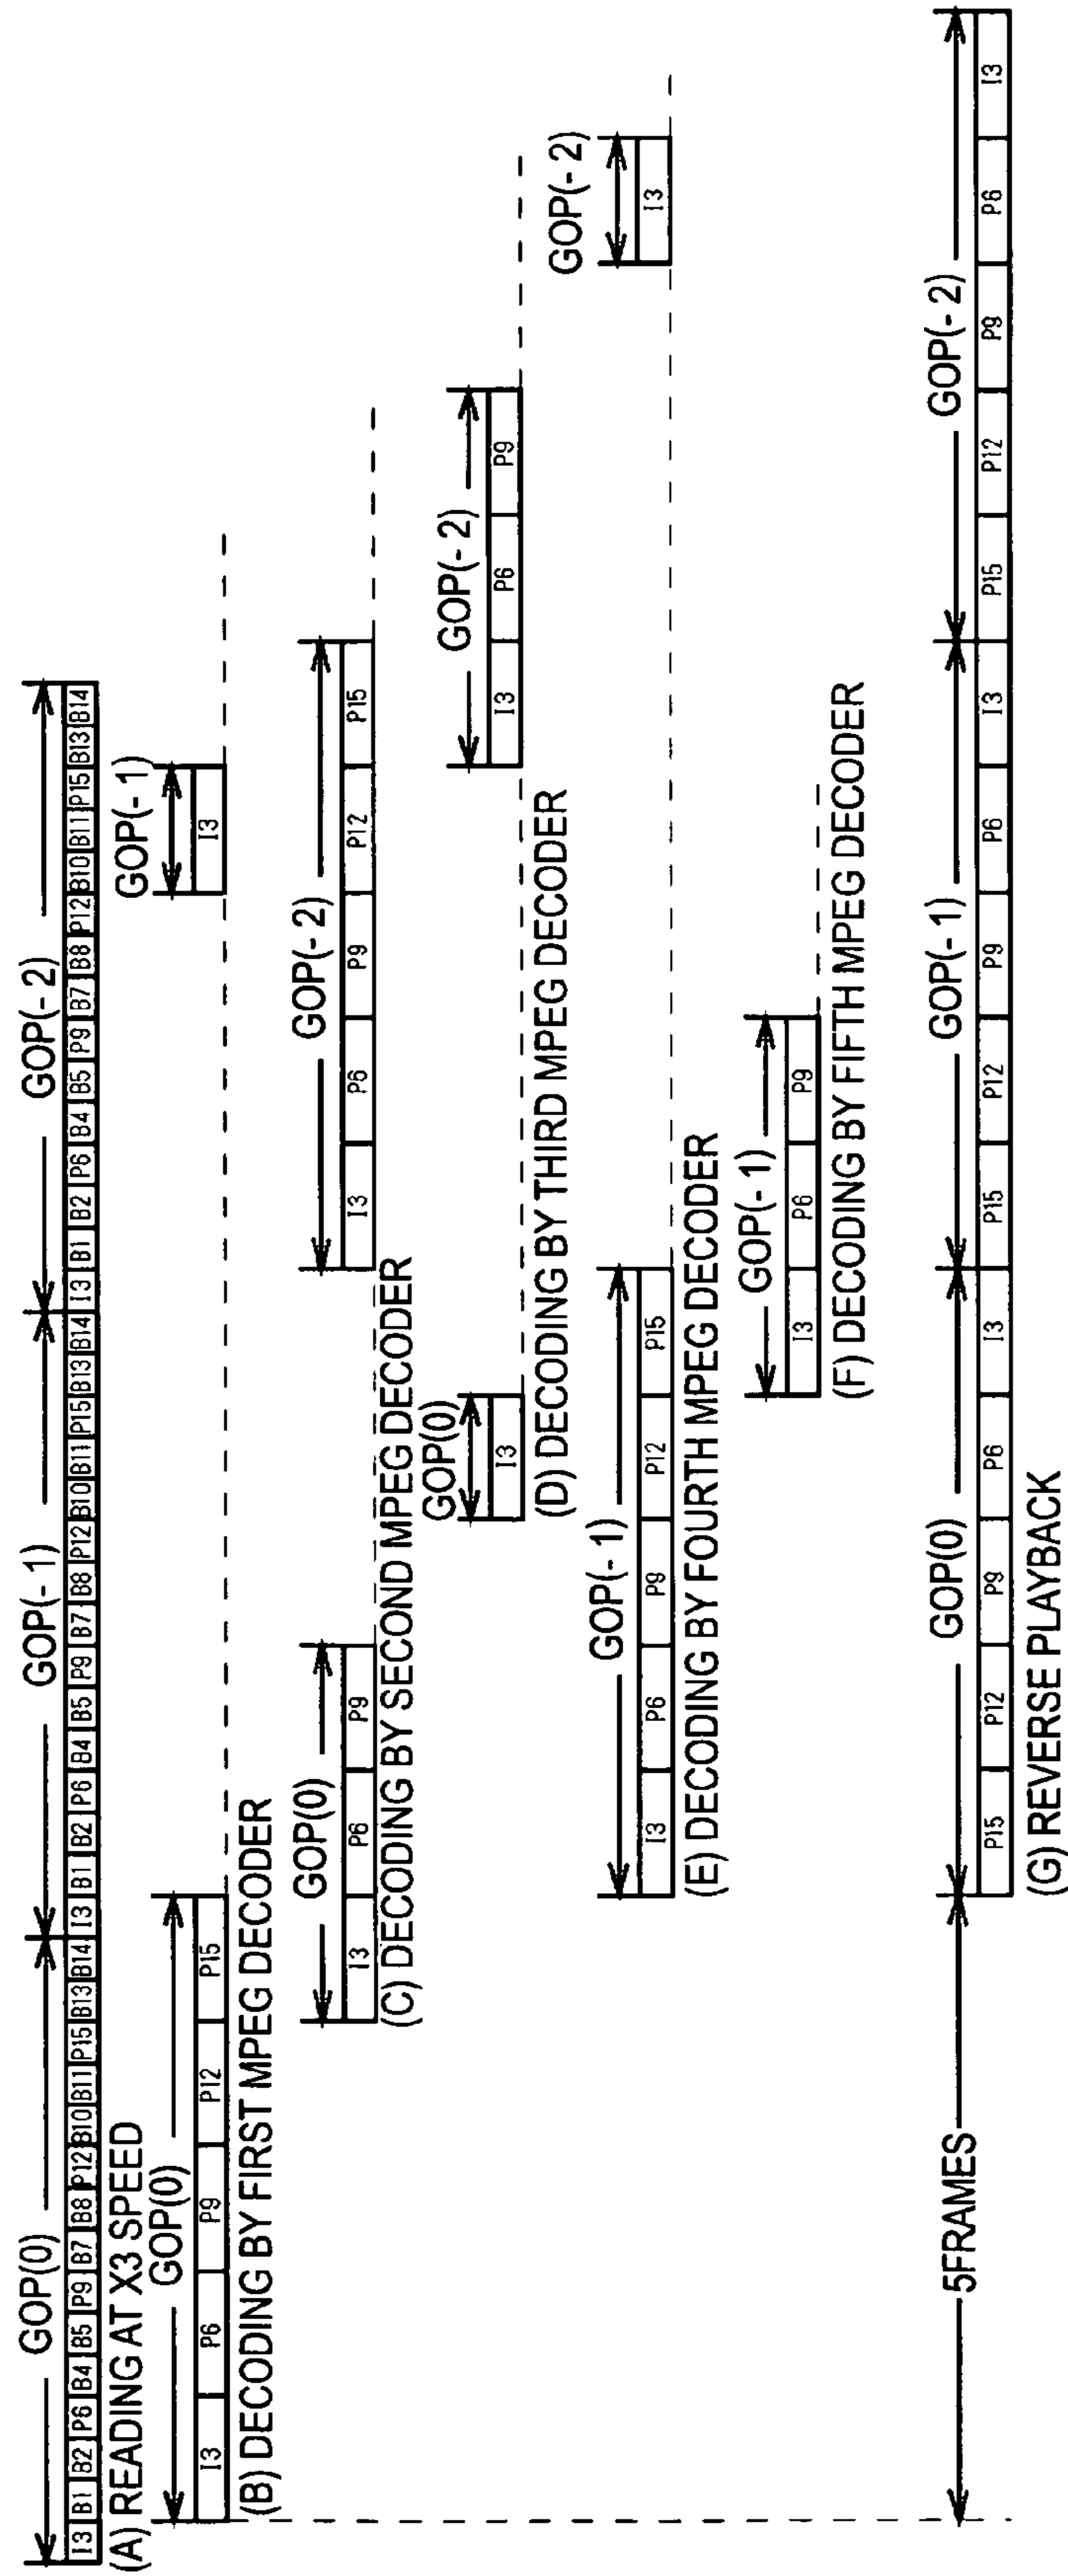 GOP(0) GOP(-1) GOP(-2)
I3 B1 B2 P6 B4 B5 P9 B7 B8 P12 B10 B11 P15 B13 B14 I3 B1 B2 P6 B4 B5 P9 B7 B8 P12 B10 B11 P15 B13 B14 I3 B1 B2 P6 B4 B5 P9 B7 B8 P12 B10 B11 P15 B13 B14
(A) READING AT X3 SPEED
GOP(0) GOP(-1)
I3 P6 P9 P12 P15 I3
(B) DECODING BY FIRST MPEG DECODER
GOP(0) GOP(-2)
I3 P6 P9 I3 P6 P9 P12 P15
(C) DECODING BY SECOND MPEG DECODER
GOP(0) GOP(-2)
I3 I3 P6 P9
(D) DECODING BY THIRD MPEG DECODER
GOP(-1) GOP(-2)
I3 P6 P9 P12 P15 I3
(E) DECODING BY FOURTH MPEG DECODER
GOP(-1)
I3 P6 P9
(F) DECODING BY FIFTH MPEG DECODER
5FRAMES GOP(0) GOP(-1) GOP(-2)
P15 P12 P9 P6 I3 P15 P12 P9 P6 I3 P15 P12 P9 P6 I3
(G) REVERSE PLAYBACK